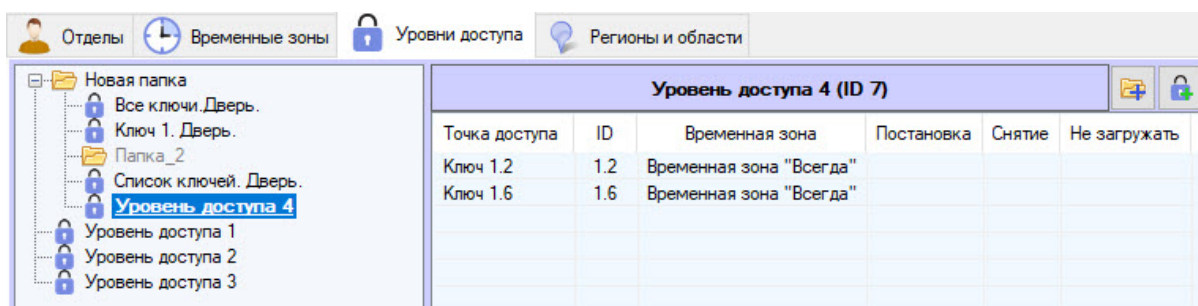 Отделы Временные зоны Уровни доступа Регионы и области
Новая папка
Все ключи.Дверь.
Ключ 1. Дверь.
Папка_2
Список ключей. Дверь.
Уровень доступа 4
Уровень доступа 1
Уровень доступа 2
Уровень доступа 3
Уровень доступа 4 (ID 7)
Точка доступа ID Временная зона Постановка Снятие Не загружать
Ключ 1.2 1.2 Временная зона "Всегда"
Ключ 1.6 1.6 Временная зона "Всегда"